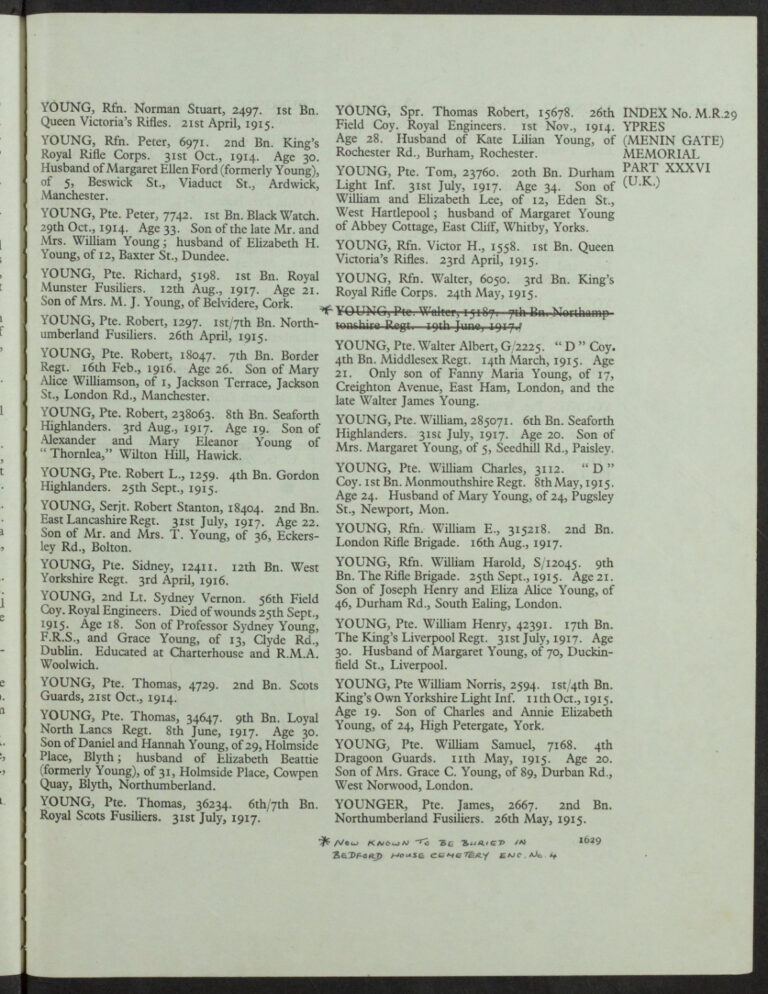 YOUNG, Rfn. Norman Stuart, 2497. 1st Bn.
Queen Victoria's Rifles. 21st April, 1915.
YOUNG, Rfn. Peter, 6971. 2nd Bn. King's
Royal Rifle Corps. 31st Oct., 1914. Age 30.
Husband of Margaret Ellen Ford (formerly Young),
of 5, Beswick St., Viaduct St., Ardwick,
Manchester.
YOUNG, Pte. Peter, 7742. 1st Bn. Black Watch.
29th Oct., 1914. Age 33. Son of the late Mr. and
Mrs. William Young; husband of Elizabeth H.
Young, of 12, Baxter St., Dundee.
YOUNG, Pte. Richard, 5198. 1st Bn. Royal
Munster Fusiliers. 12th Aug., 1917. Age 21.
Son of Mrs. M. J. Young, of Belvidere, Cork.
YOUNG, Pte. Robert, 1297. 1st/7th Bn. North-
umberland Fusiliers. 26th April, 1915.
YOUNG, Pte. Robert, 18047. 7th Bn. Border
Regt. 16th Feb., 1916. Age 26. Son of Mary
Alice Williamson, of 1, Jackson Terrace, Jackson
St., London Rd., Manchester.
YOUNG, Pte. Robert, 238063. 8th Bn. Seaforth
Highlanders. 3rd Aug., 1917. Age 19. Son of
Alexander and Mary Eleanor Young of
"Thornlea," Wilton Hill, Hawick.
YOUNG, Pte. Robert L., 1259. 4th Bn. Gordon
Highlanders. 25th Sept., 1915.
YOUNG, Serjt. Robert Stanton, 18404. 2nd Bn.
East Lancashire Regt. 31st July, 1917. Age 22.
Son of Mr. and Mrs. T. Young, of 36, Eckers-
ley Rd., Bolton.
YOUNG, Pte. Sidney, 12411. 12th Bn. West
Yorkshire Regt. 3rd April, 1916.
YOUNG, 2nd Lt. Sydney Vernon. 56th Field
Coy. Royal Engineers. Died of wounds 25th Sept.,
1915. Age 18. Son of Professor Sydney Young,
F.R.S., and Grace Young, of 13, Clyde Rd.,
Dublin. Educated at Charterhouse and R.M.A.
Woolwich.
YOUNG, Pte. Thomas, 4729. 2nd Bn. Scots
Guards, 21st Oct., 1914.
YOUNG, Pte. Thomas, 34647. 9th Bn. Loyal
North Lancs Regt. 8th June, 1917. Age 30.
Son of Daniel and Hannah Young, of 29, Holmside
Place, Blyth; husband of Elizabeth Beattie
(formerly Young), of 31, Holmside Place, Cowpen
Quay, Blyth, Northumberland.
YOUNG, Pte. Thomas, 36234. 6th/7th Bn.
Royal Scots Fusiliers. 31st July, 1917.
YOUNG, Spr. Thomas Robert, 15678. 26th
Field Coy. Royal Engineers. 1st Nov., 1914.
Age 28. Husband of Kate Lilian Young, of
Rochester Rd., Burham, Rochester.
YOUNG, Pte. Tom, 23760. 20th Bn. Durham
Light Inf. 31st July, 1917. Age 34. Son of
William and Elizabeth Lee, of 12, Eden St.,
West Hartlepool; husband of Margaret Young
of Abbey Cottage, East Cliff, Whitby, Yorks.
YOUNG, Rfn. Victor H., 1558. 1st Bn. Queen
Victoria's Rifles. 23rd April, 1915.
YOUNG, Rfn. Walter, 6050. 3rd Bn. King's
Royal Rifle Corps. 24th May, 1915.
* YOUNG, Pte. Walter, 15187. 7th Bn. Northamp-
tonshire Regt. 19th June, 1917.
YOUNG, Pte. Walter Albert, G/2225. "D" Coy.
4th Bn. Middlesex Regt. 14th March, 1915. Age
21. Only son of Fanny Maria Young, of 17,
Creighton Avenue, East Ham, London, and the
late Walter James Young.
YOUNG, Pte. William, 285071. 6th Bn. Seaforth
Highlanders. 31st July, 1917. Age 20. Son of
Mrs. Margaret Young, of 5, Seedhill Rd., Paisley.
YOUNG, Pte. William Charles, 3112. "D"
Coy. 1st Bn. Monmouthshire Regt. 8th May, 1915.
Age 24. Husband of Mary Young, of 24, Pugsley
St., Newport, Mon.
YOUNG, Rfn. William E., 315218. 2nd Bn.
London Rifle Brigade. 16th Aug., 1917.
YOUNG, Rfn. William Harold, S/12045. 9th
Bn. The Rifle Brigade. 25th Sept., 1915. Age 21.
Son of Joseph Henry and Eliza Alice Young, of
46, Durham Rd., South Ealing, London.
YOUNG, Pte. William Henry, 42391. 17th Bn.
The King's Liverpool Regt. 31st July, 1917. Age
30. Husband of Margaret Young, of 70, Duckin-
field St., Liverpool.
YOUNG, Pte William Norris, 2594. 1st/4th Bn.
King's Own Yorkshire Light Inf. 11th Oct., 1915.
Age 19. Son of Charles and Annie Elizabeth
Young, of 24, High Petergate, York.
YOUNG, Pte. William Samuel, 7168. 4th
Dragoon Guards. 11th May, 1915. Age 20.
Son of Mrs. Grace C. Young, of 89, Durban Rd.,
West Norwood, London.
YOUNGER, Pte. James, 2667. 2nd Bn.
Northumberland Fusiliers. 26th May, 1915.
INDEX No. M.R.29
YPRES
(MENIN GATE)
MEMORIAL
PART XXXVI
(U.K.)
* NOW KNOWN TO BE BURIED IN
BEDFORD HOUSE CEMETERY ENC. No. 4
1629